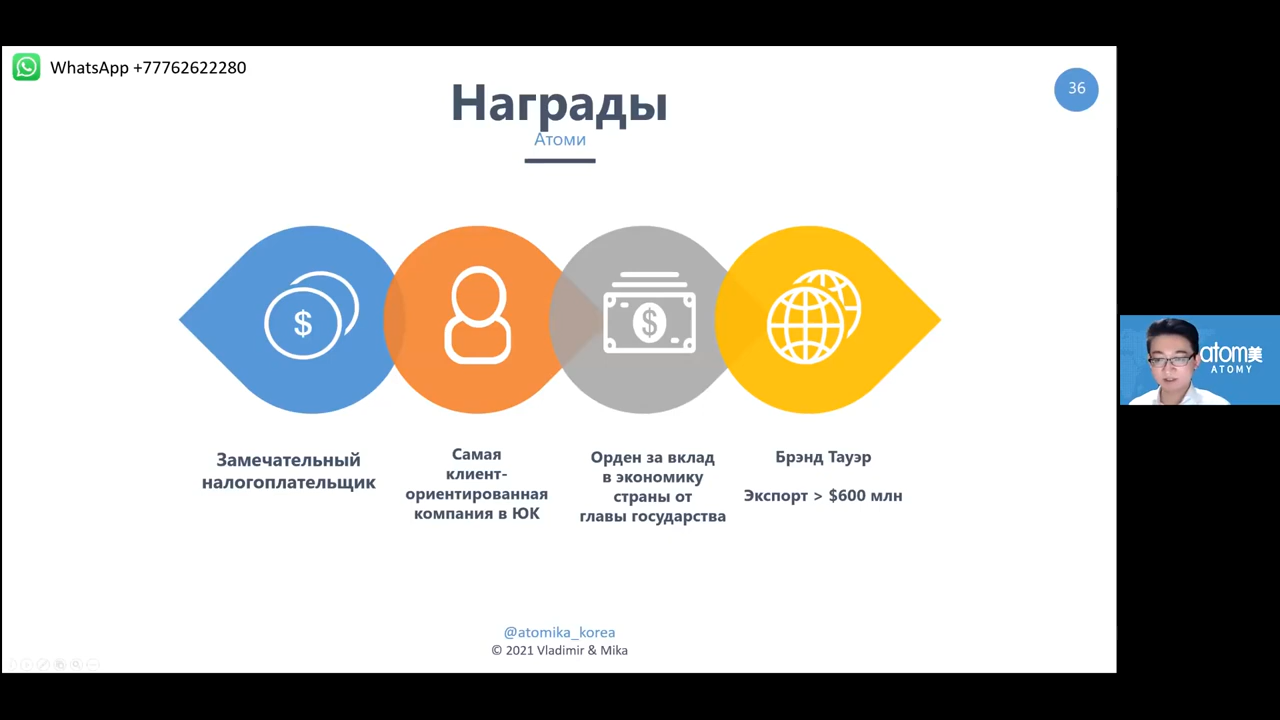 WhatsApp +77762622280
36
Награды
Атоми
$
$
Замечательный
налогоплательщик
Самая
клиент-
ориентированная
компания в ЮК
Орден за вклад
в экономику
страны от
главы государства
Брэнд Тауэр
Экспорт > $600 млн
atom美
ATOMY
@atomika_korea
© 2021 Vladimir & Mika